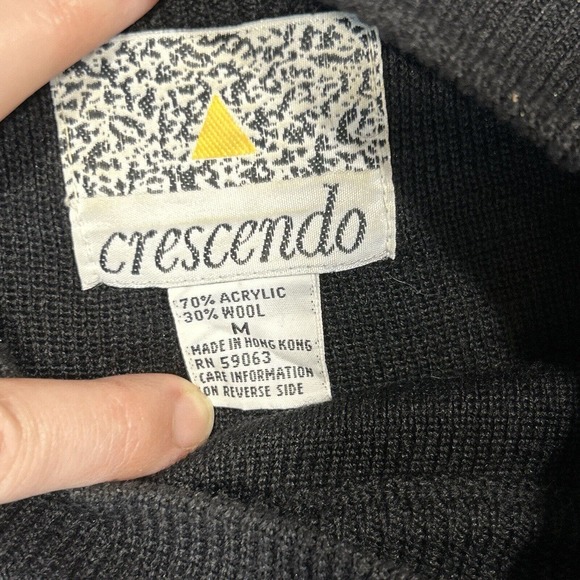 crescendo
70% ACRYLIC
30% WOOL
M
MADE IN HONG KONG
RN 59063
CARE INFORMATION
ON REVERSE SIDE